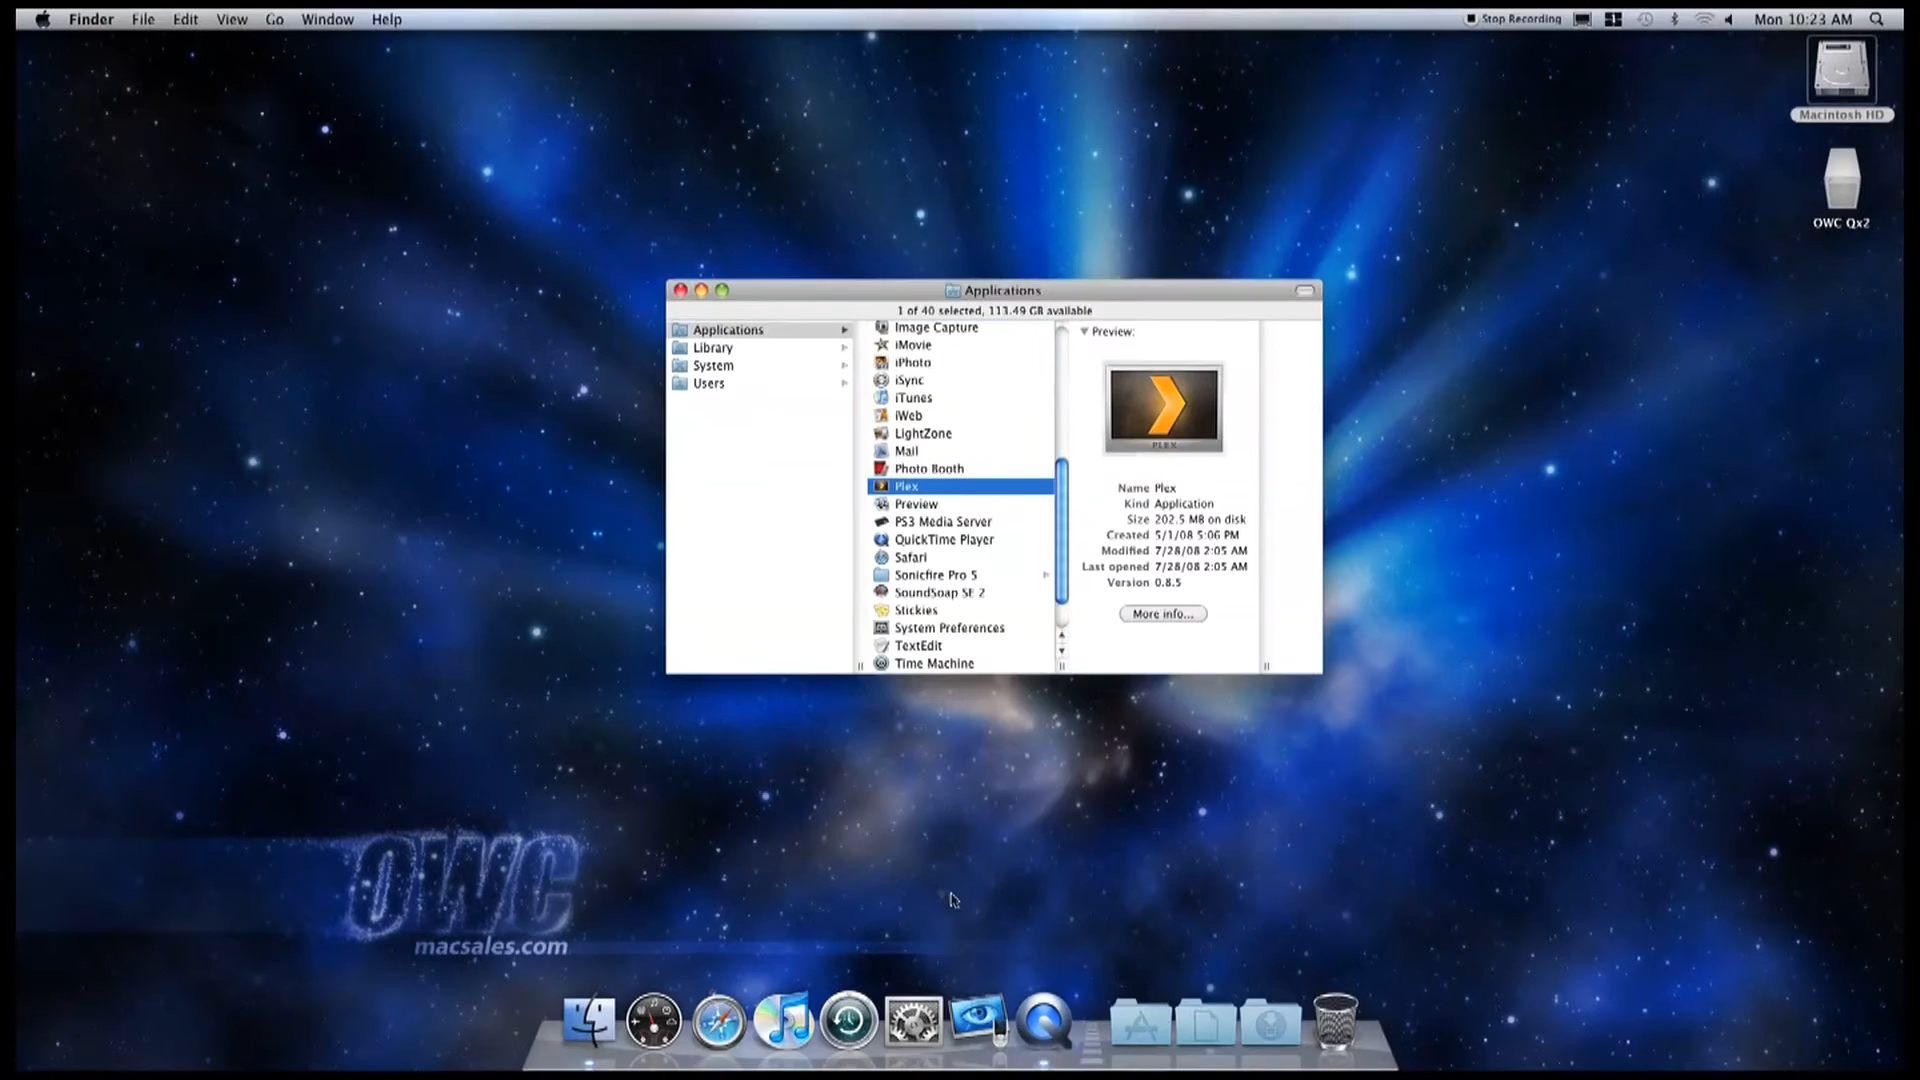 Finder File Edit View Go Window Help
Stop Recording Mon 10:23 AM
Macintosh HD
OWC Qx2
Applications
1 of 40 selected, 113.49 GB available
Applications
Library
System
Users
Image Capture
iMovie
iPhoto
iSync
iTunes
iWeb
LightZone
Mail
Photo Booth
Plex
Preview
PS3 Media Server
QuickTime Player
Safari
Sonicfire Pro 5
SoundSoap SE 2
Stickies
System Preferences
TextEdit
Time Machine
Preview:
PLEX
Name Plex
Kind Application
Size 202.5 MB on disk
Created 5/1/08 5:06 PM
Modified 7/28/08 2:05 AM
Last opened 7/28/08 2:05 AM
Version 0.8.5
More info...
OWC
macsales.com